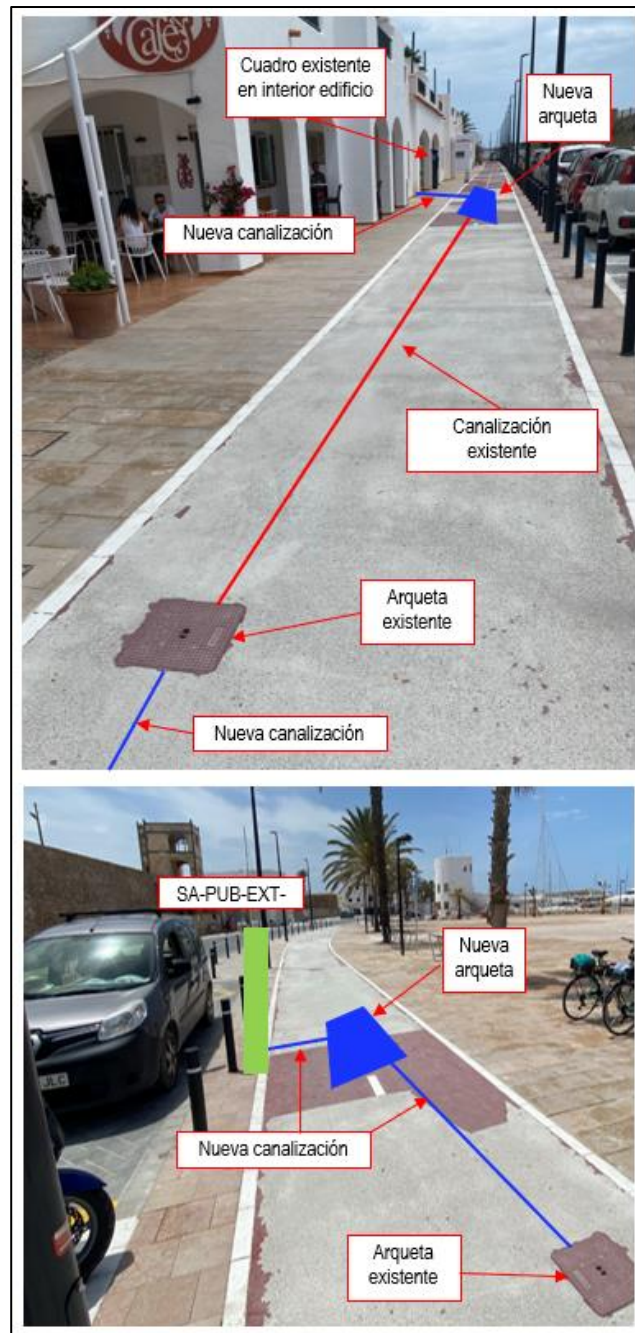 Cafés
Cuadro existente
en interior edificio
Nueva
arqueta
Nueva canalización
Canalización
existente
Arqueta
existente
Nueva canalización
SA-PUB-EXT-
Nueva
arqueta
Nueva canalización
Arqueta
existente